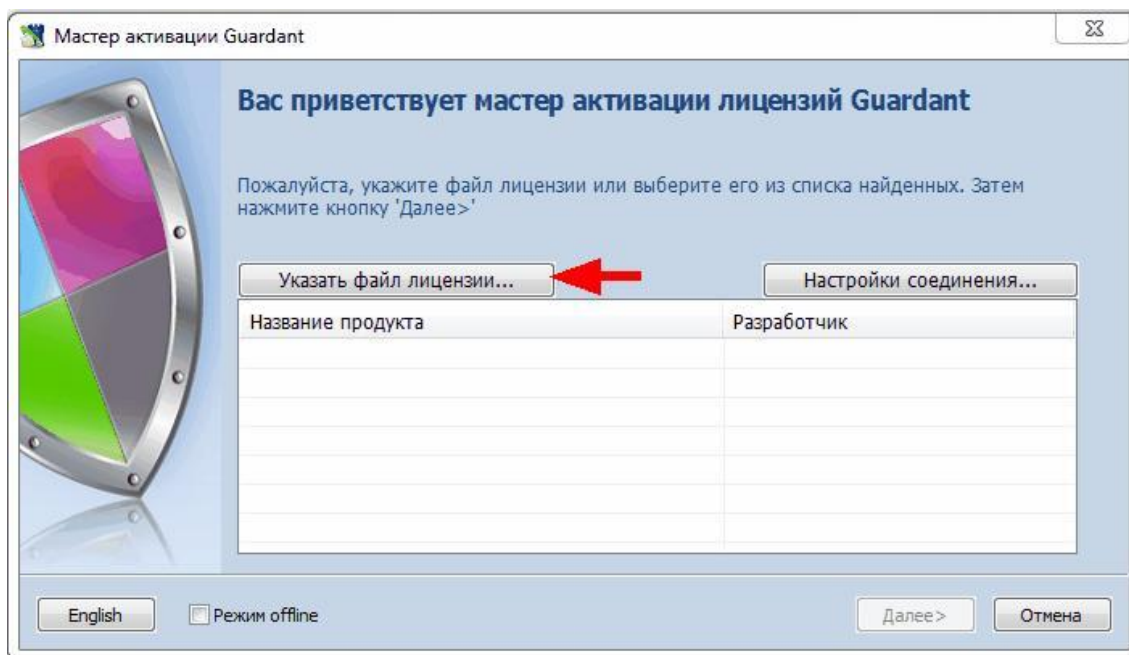 Мастер активации Guardant
Вас приветствует мастер активации лицензий Guardant
Пожалуйста, укажите файл лицензии или выберите его из списка найденных. Затем
нажмите кнопку 'Далее>'
Указать файл лицензии... Настройки соединения...
Название продукта Разработчик
English Режим offline Далее> Отмена